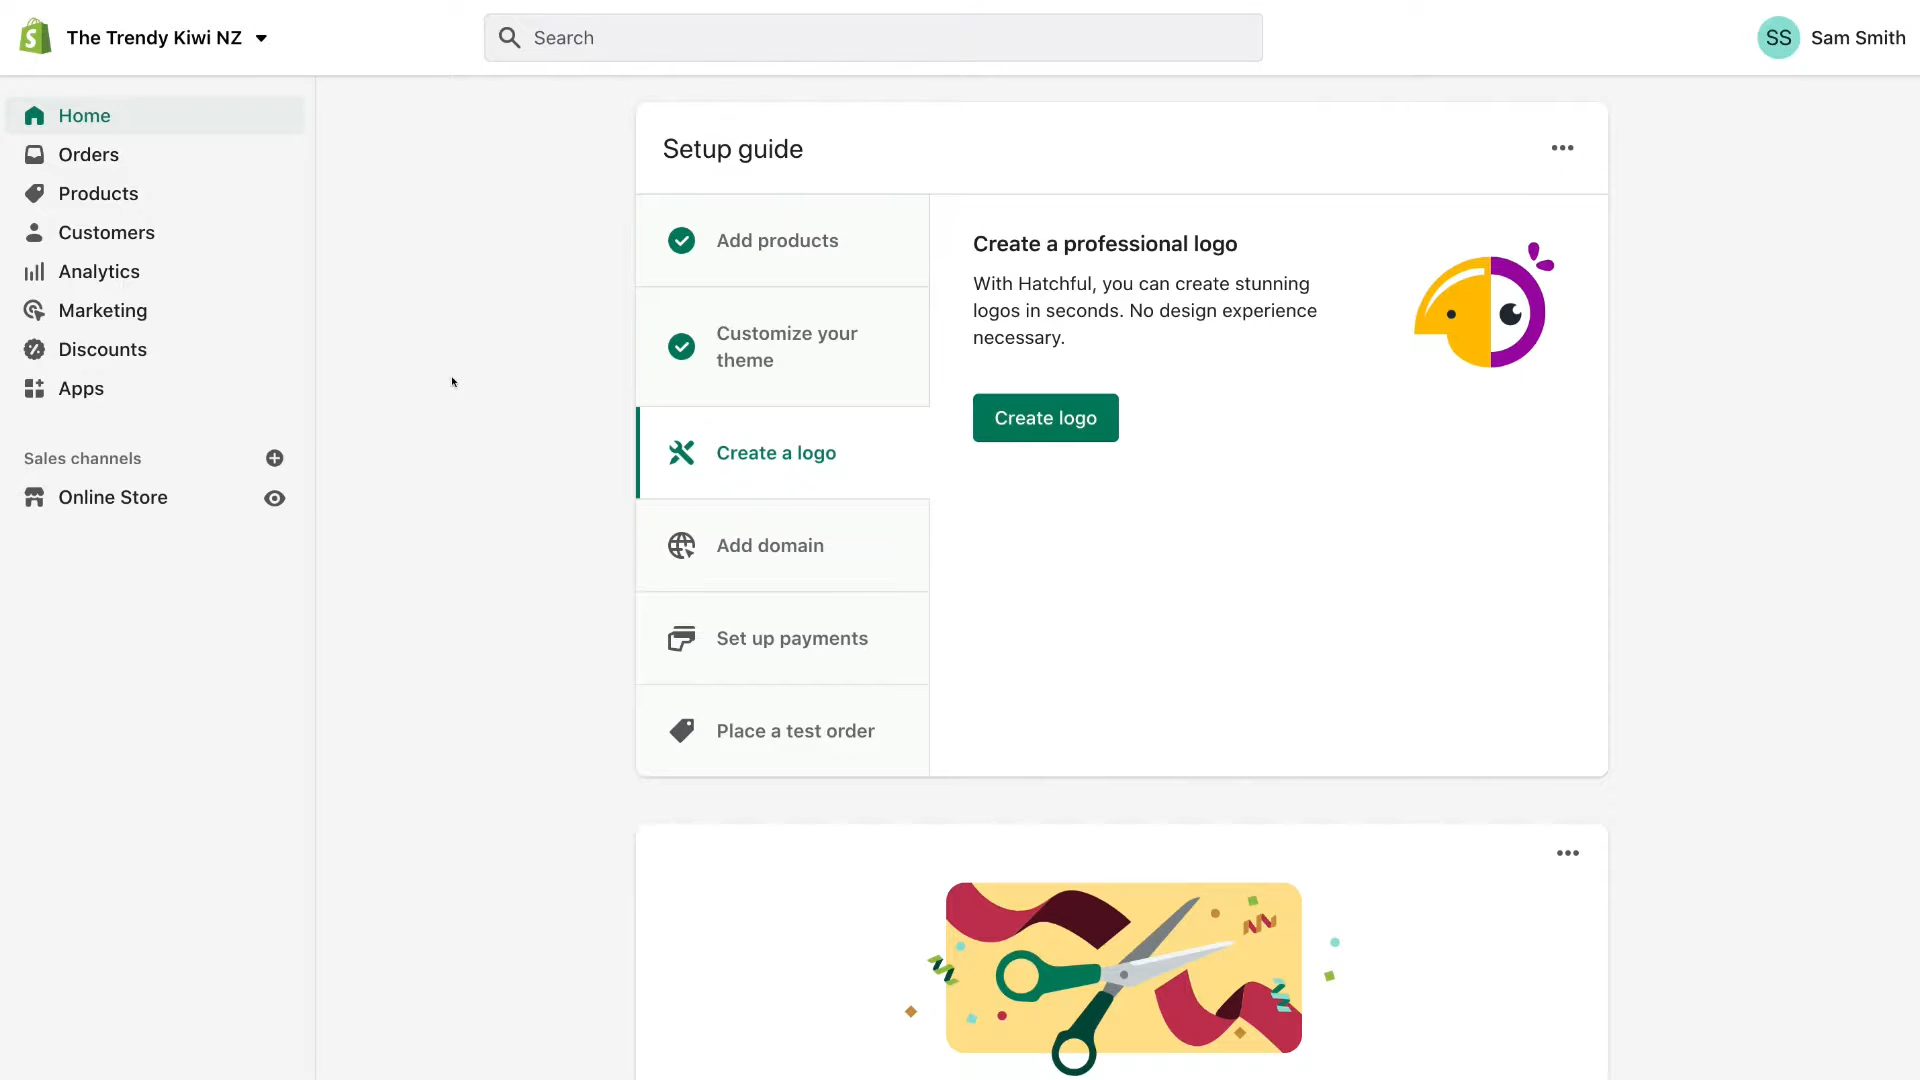 The Trendy Kiwi NZ
Search
SS
Sam Smith
Home
Orders
Products
Customers
Analytics
Marketing
Discounts
Apps
Sales channels
Online Store
Setup guide
Add products
Customize your
theme
Create a logo
Add domain
Set up payments
Place a test order
Create a professional logo
With Hatchful, you can create stunning
logos in seconds. No design experience
necessary.
Create logo